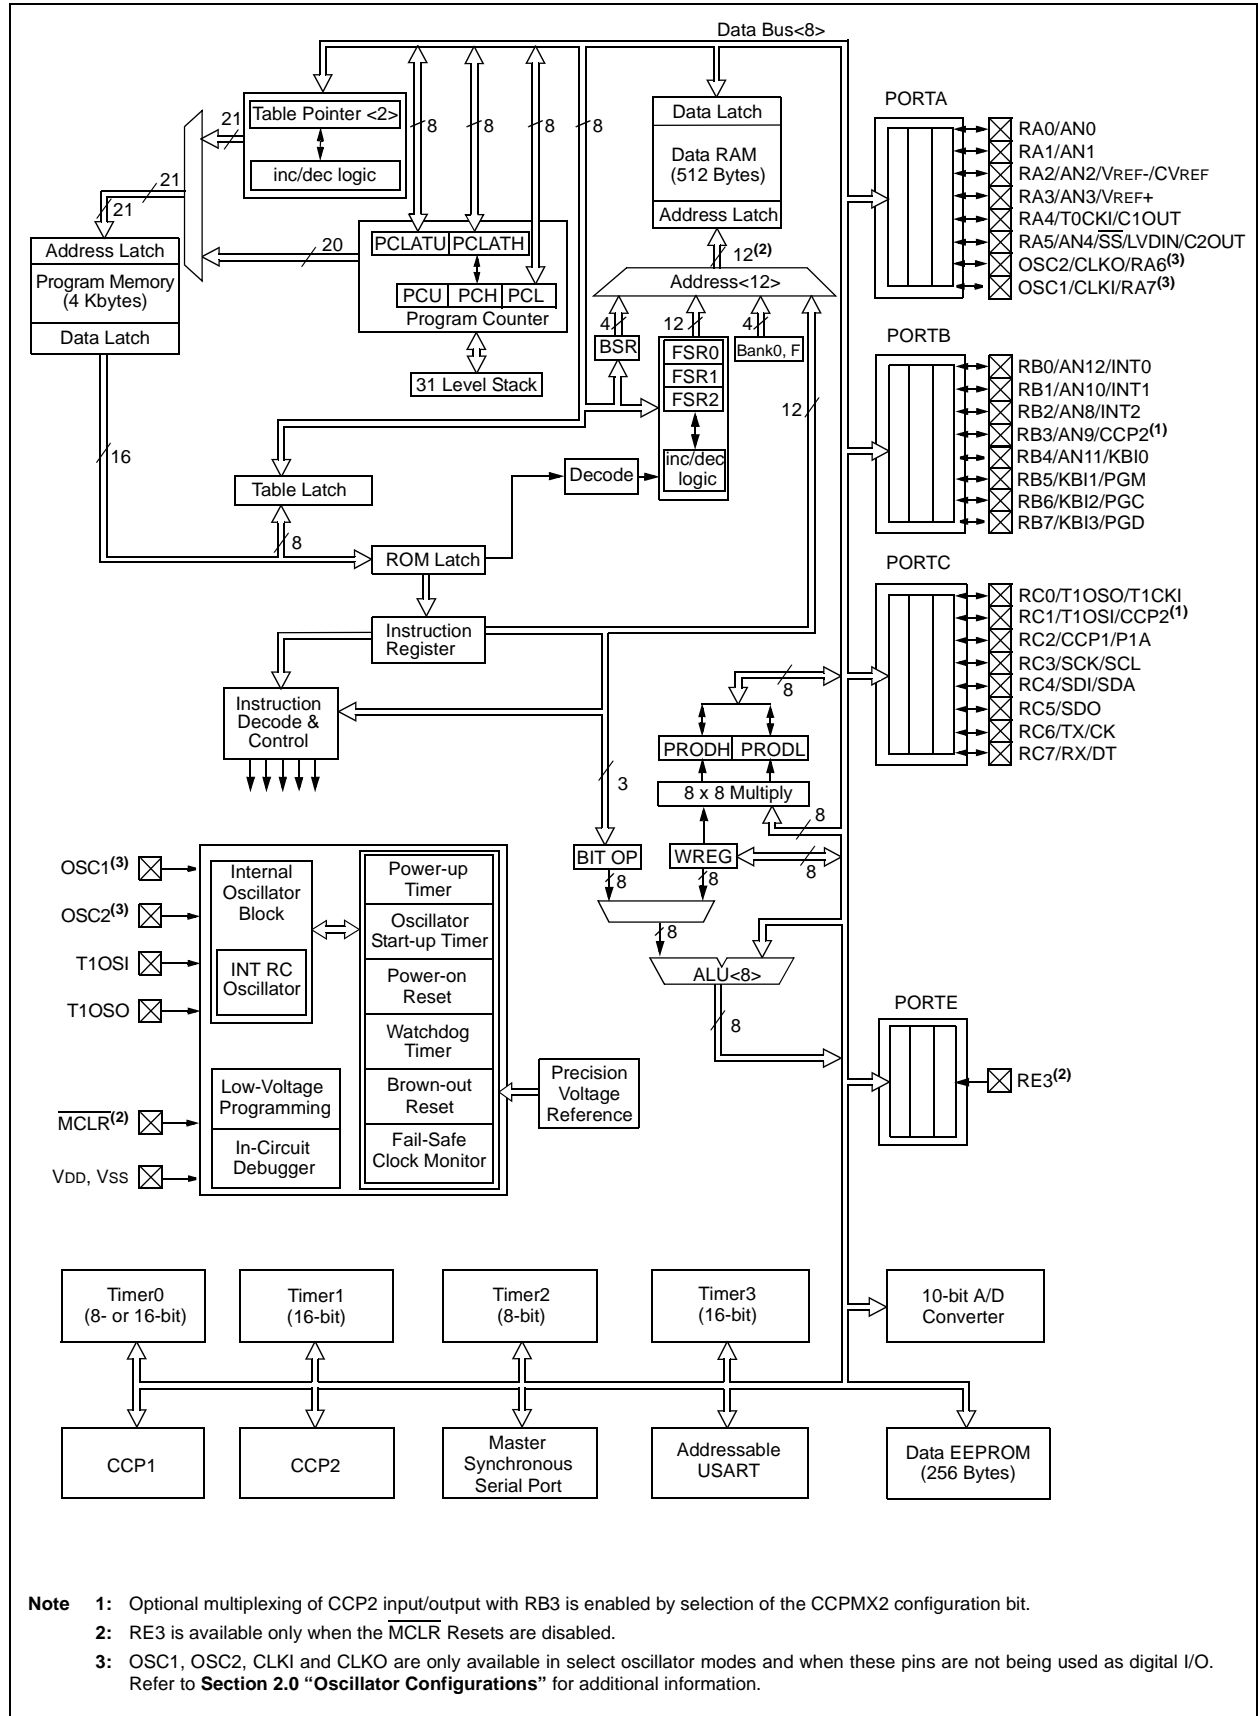 Data Bus<8>
Table Pointer <2>
inc/dec logic
21
21
21
20
8
8
8
8
Address Latch
Program Memory
(4 Kbytes)
Data Latch
PCLATU PCLATH
PCU PCH PCL
Program Counter
31 Level Stack
Data Latch
Data RAM
(512 Bytes)
Address Latch
12(2)
Address<12>
4
12
4
BSR
FSR0
FSR1
FSR2
inc/dec
logic
Bank0, F
12
16
Table Latch
8
Decode
ROM Latch
Instruction
Register
Instruction
Decode &
Control
8
PRODH PRODL
8 x 8 Multiply
3
8
BIT OP
WREG
8
8
8
8
ALU<8>
8
PORTA
RA0/AN0
RA1/AN1
RA2/AN2/VREF-/CVREF
RA3/AN3/VREF+
RA4/T0CKI/C1OUT
RA5/AN4/SS/LVDIN/C2OUT
OSC2/CLKO/RA6(3)
OSC1/CLKI/RA7(3)
PORTB
RB0/AN12/INT0
RB1/AN10/INT1
RB2/AN8/INT2
RB3/AN9/CCP2(1)
RB4/AN11/KBI0
RB5/KBI1/PGM
RB6/KBI2/PGC
RB7/KBI3/PGD
PORTC
RC0/T1OSO/T1CKI
RC1/T1OSI/CCP2(1)
RC2/CCP1/P1A
RC3/SCK/SCL
RC4/SDI/SDA
RC5/SDO
RC6/TX/CK
RC7/RX/DT
PORTE
RE3(2)
OSC1(3)
OSC2(3)
T1OSI
T1OSO
MCLR(2)
VDD, VSS
Internal
Oscillator
Block
INT RC
Oscillator
Low-Voltage
Programming
In-Circuit
Debugger
Power-up
Timer
Oscillator
Start-up Timer
Power-on
Reset
Watchdog
Timer
Brown-out
Reset
Fail-Safe
Clock Monitor
Precision
Voltage
Reference
Timer0
(8- or 16-bit)
Timer1
(16-bit)
Timer2
(8-bit)
Timer3
(16-bit)
10-bit A/D
Converter
CCP1
CCP2
Master
Synchronous
Serial Port
Addressable
USART
Data EEPROM
(256 Bytes)
Note 1: Optional multiplexing of CCP2 input/output with RB3 is enabled by selection of the CCPMX2 configuration bit.
2: RE3 is available only when the MCLR Resets are disabled.
3: OSC1, OSC2, CLKI and CLKO are only available in select oscillator modes and when these pins are not being used as digital I/O.
Refer to Section 2.0 “Oscillator Configurations” for additional information.